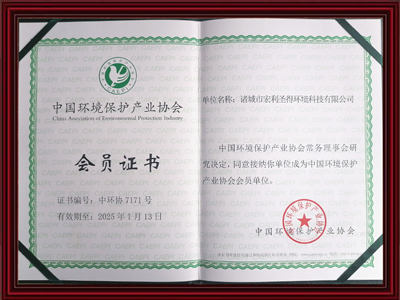 中国环境保护产业协会
China Association of Environmental Protection Industry
会员证书
证书编号：中环协7171号
有效期至：2025年1月13日
单位名称：诸城市宏利圣得环境科技有限公司
中国环境保护产业协会常务理事会研
究决定，同意接纳你单位成为中国环境保护
产业协会会员单位。
中国环境保护产业协会